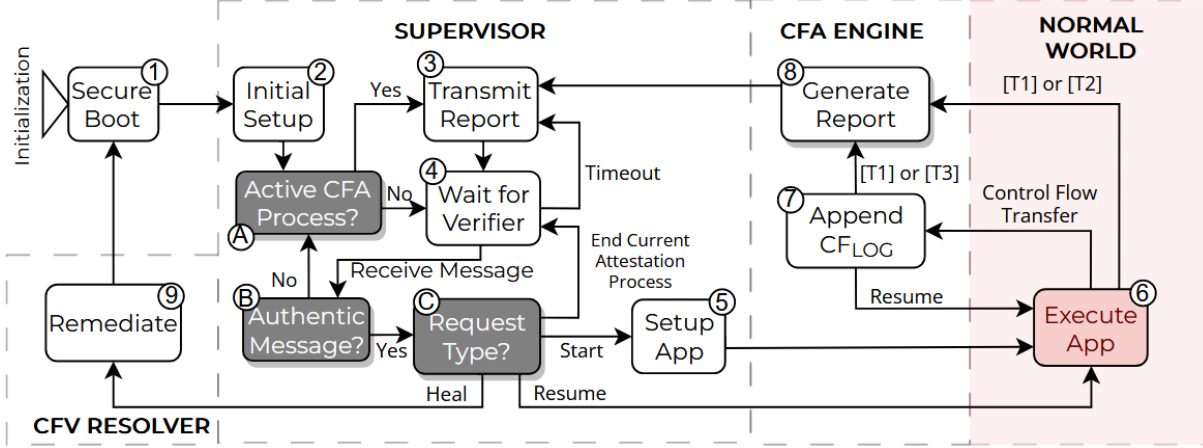 SUPERVISOR
CFA ENGINE
NORMAL
WORLD
Initialization
1
Secure
Boot
2
Initial
Setup
Yes
3
Transmit
Report
8
Generate
Report
[T1] or [T2]
A
Active CFA
Process?
No
4
Wait for
Verifier
Timeout
[T1] or [T3]
7
Append
CFLOG
Control Flow
Transfer
End Current
Attestation
Process
Receive Message
No
9
Remediate
B
Authentic
Message?
Yes
C
Request
Type?
Start
5
Setup
App
Resume
6
Execute
App
Heal
Resume
CFV RESOLVER